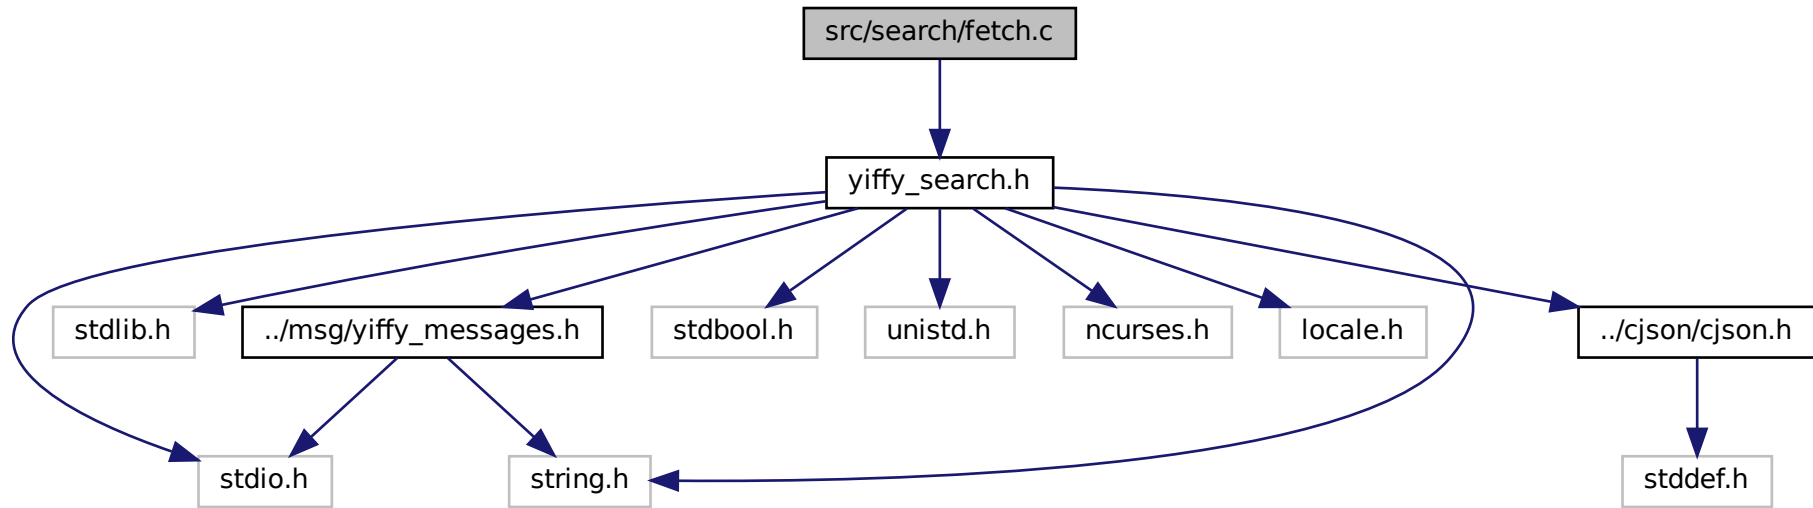 src/search/fetch.c
yiffy_search.h
stdlib.h
../msg/yiffy_messages.h
stdbool.h
unistd.h
ncurses.h
locale.h
../cjson/cjson.h
stdio.h
string.h
stddef.h